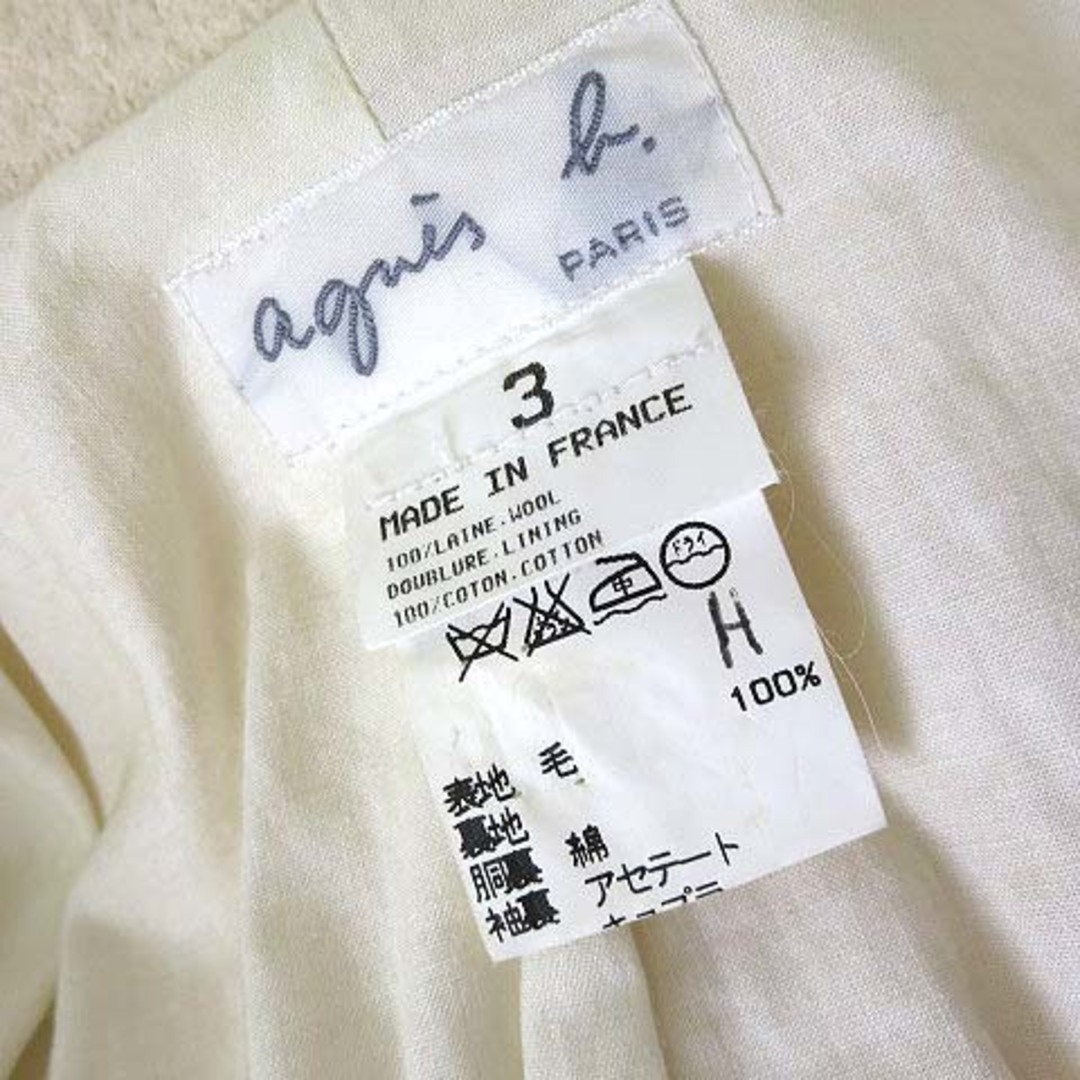 agnès b.
PARIS
3
MADE IN FRANCE
100/LAINE.WOOL
DOUBLURE.LINING
100/COTON.COTTON
中 ドライ
H
100%
表地 毛
裏地
胴裏 綿
袖裏 アセテート